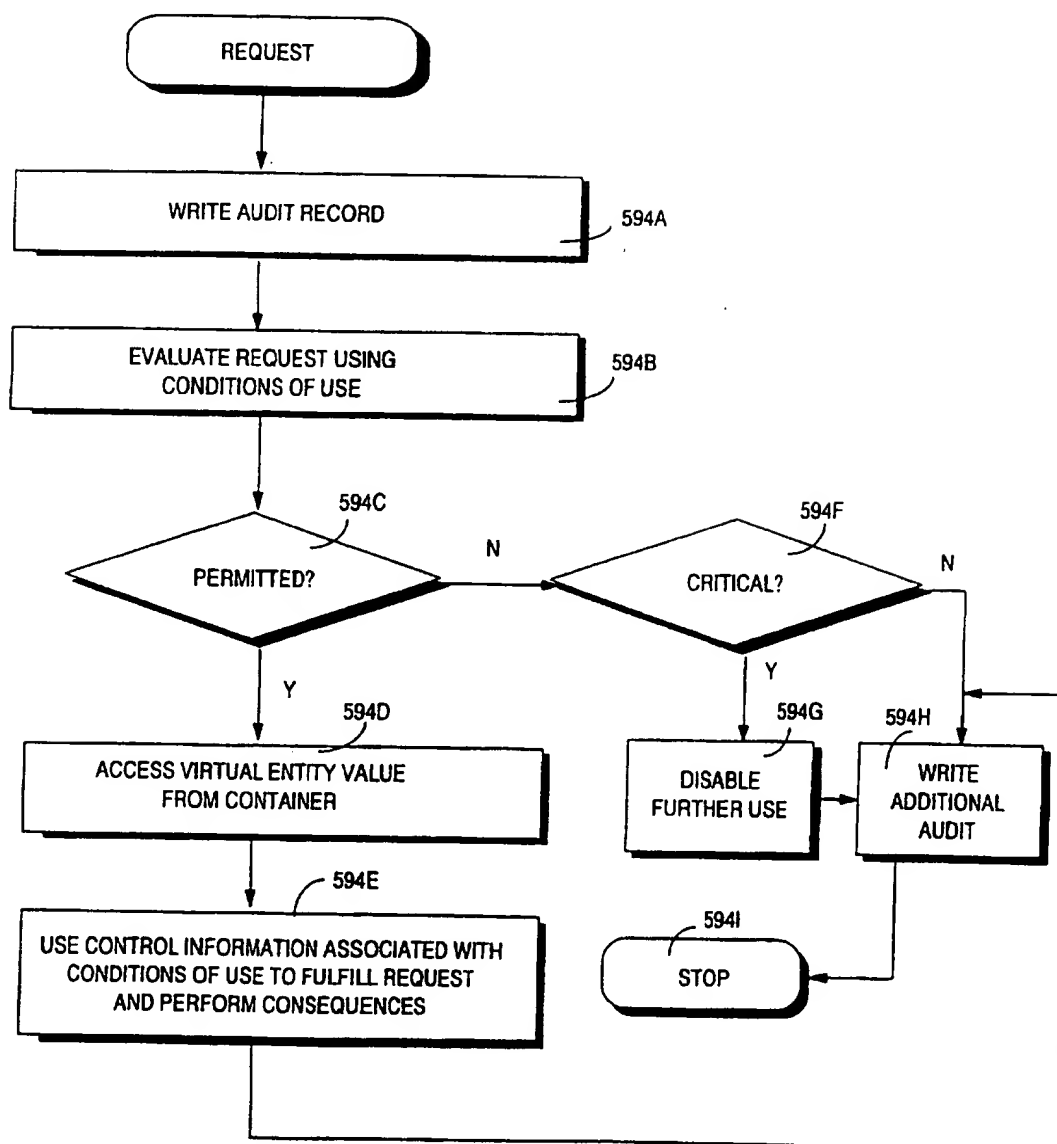 REQUEST
WRITE AUDIT RECORD
594A
EVALUATE REQUEST USING
CONDITIONS OF USE
594B
594C
PERMITTED?
N
594F
CRITICAL?
N
Y
Y
594D
ACCESS VIRTUAL ENTITY VALUE
FROM CONTAINER
594G
DISABLE
FURTHER USE
594H
WRITE
ADDITIONAL
AUDIT
594E
USE CONTROL INFORMATION ASSOCIATED WITH
CONDITIONS OF USE TO FULFILL REQUEST
AND PERFORM CONSEQUENCES
594I
STOP